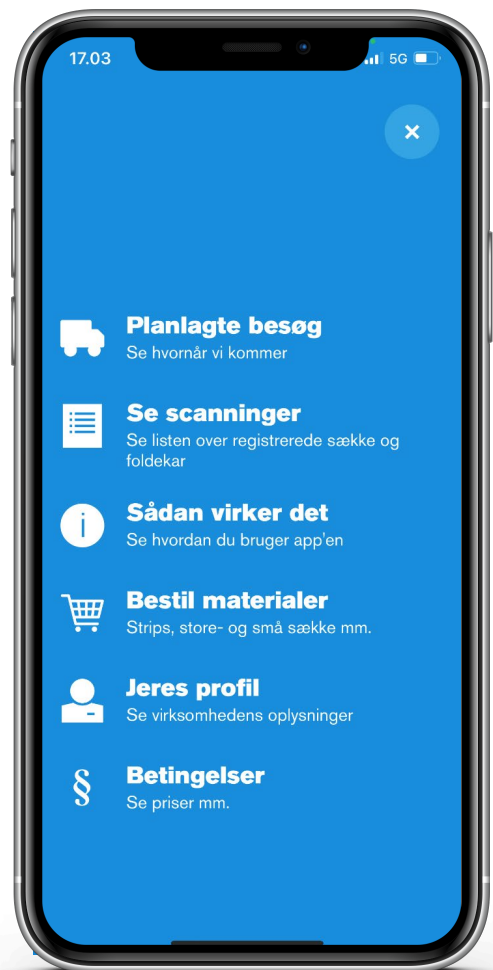 17.03 5G
Planlagte besøg
Se hvornår vi kommer
Se scanninger
Se listen over registrerede sække og
foldekar
i
Sådan virker det
Se hvordan du bruger app'en
Bestil materialer
Strips, store- og små sække mm.
Jeres profil
Se virksomhedens oplysninger
§
Betingelser
Se priser mm.